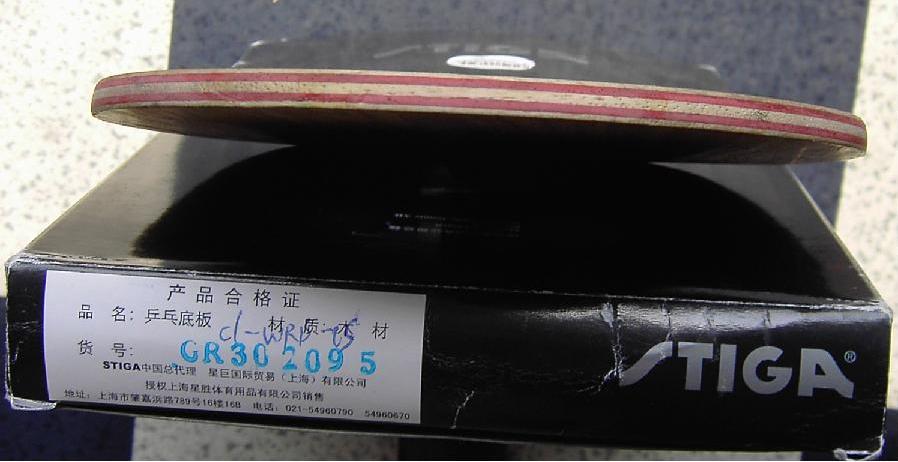 产品合格证
品 名：乒乓底板 材 质：木 材
cl-WRB-95
货 号：GR302095
STIGA中国总代理 星巨国际贸易（上海）有限公司
授权上海星胜体育用品有限公司销售
地址：上海市肇嘉浜路789号16楼16B 电话：021-54960790 54960670
STIGA®